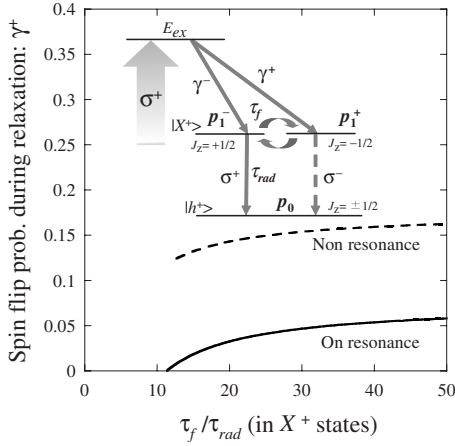 Spin flip prob. during relaxation: γ⁺
0.4
0.35
0.3
0.25
0.2
0.15
0.1
0.05
0
E_ex
σ⁺
γ⁻
γ⁺
τ_f
|X⁺>
p₁⁻
p₁⁺
J_Z=+1/2
J_Z=−1/2
σ⁺
τ_rad
σ⁻
|h⁺>
p₀
J_Z=±1/2
Non resonance
On resonance
0 10 20 30 40 50
τ_f /τ_rad (in X⁺ states)